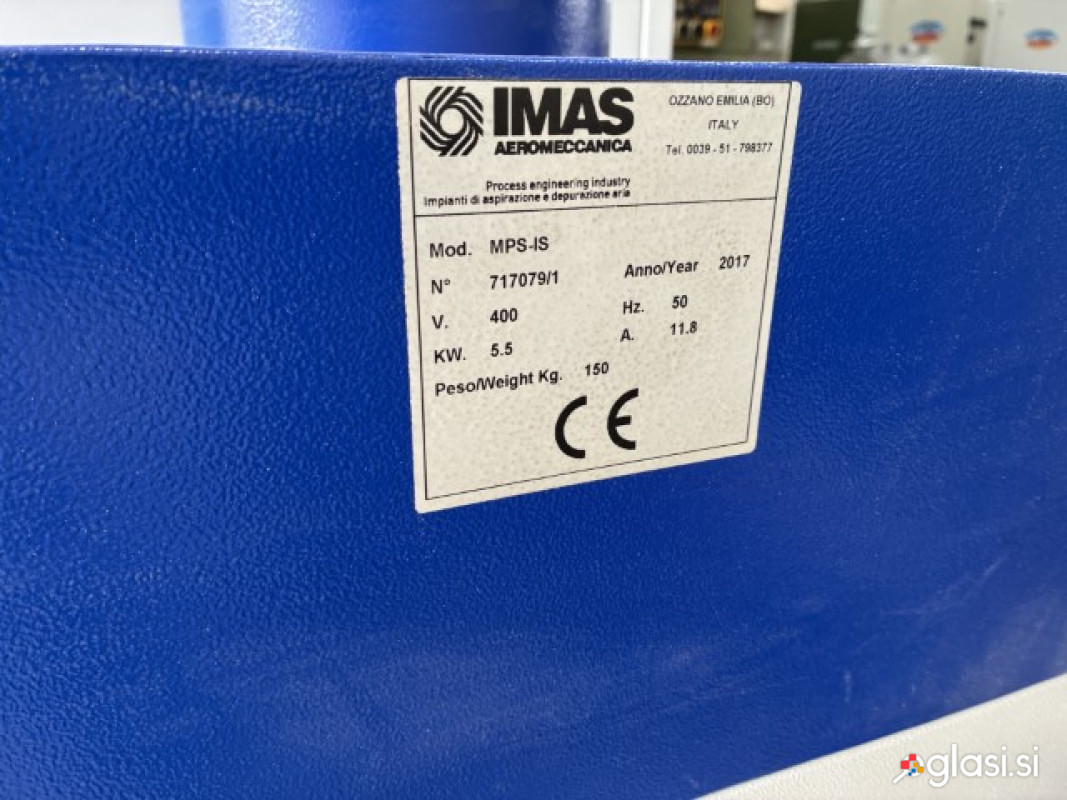 IMAS
AEROMECCANICA
OZZANO EMILIA (BO)
ITALY
Tel. 0039 - 51 - 798377
Process engineering industry
Impianti di aspirazione e depurazione aria
Mod. MPS-IS
N° 717079/1 Anno/Year 2017
V. 400 Hz. 50
KW. 5.5 A. 11.8
Peso/Weight Kg. 150
CE
oglasi.si